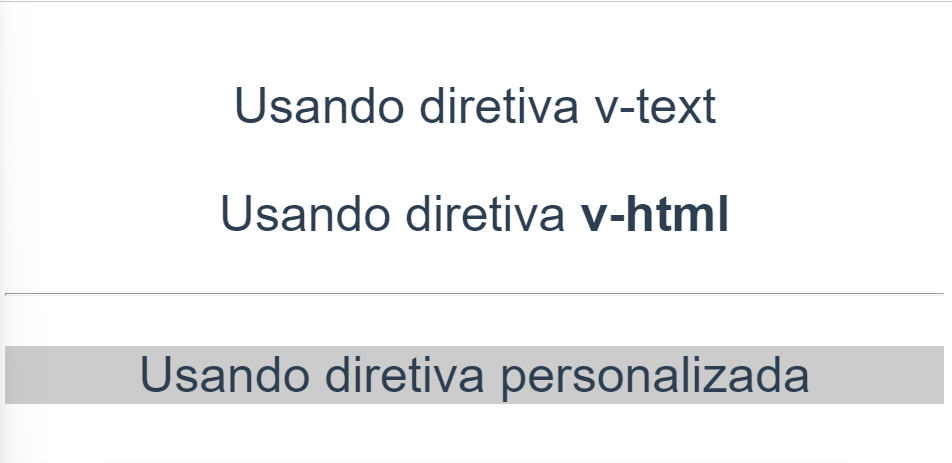 Usando diretiva v-text
Usando diretiva v-html
Usando diretiva personalizada